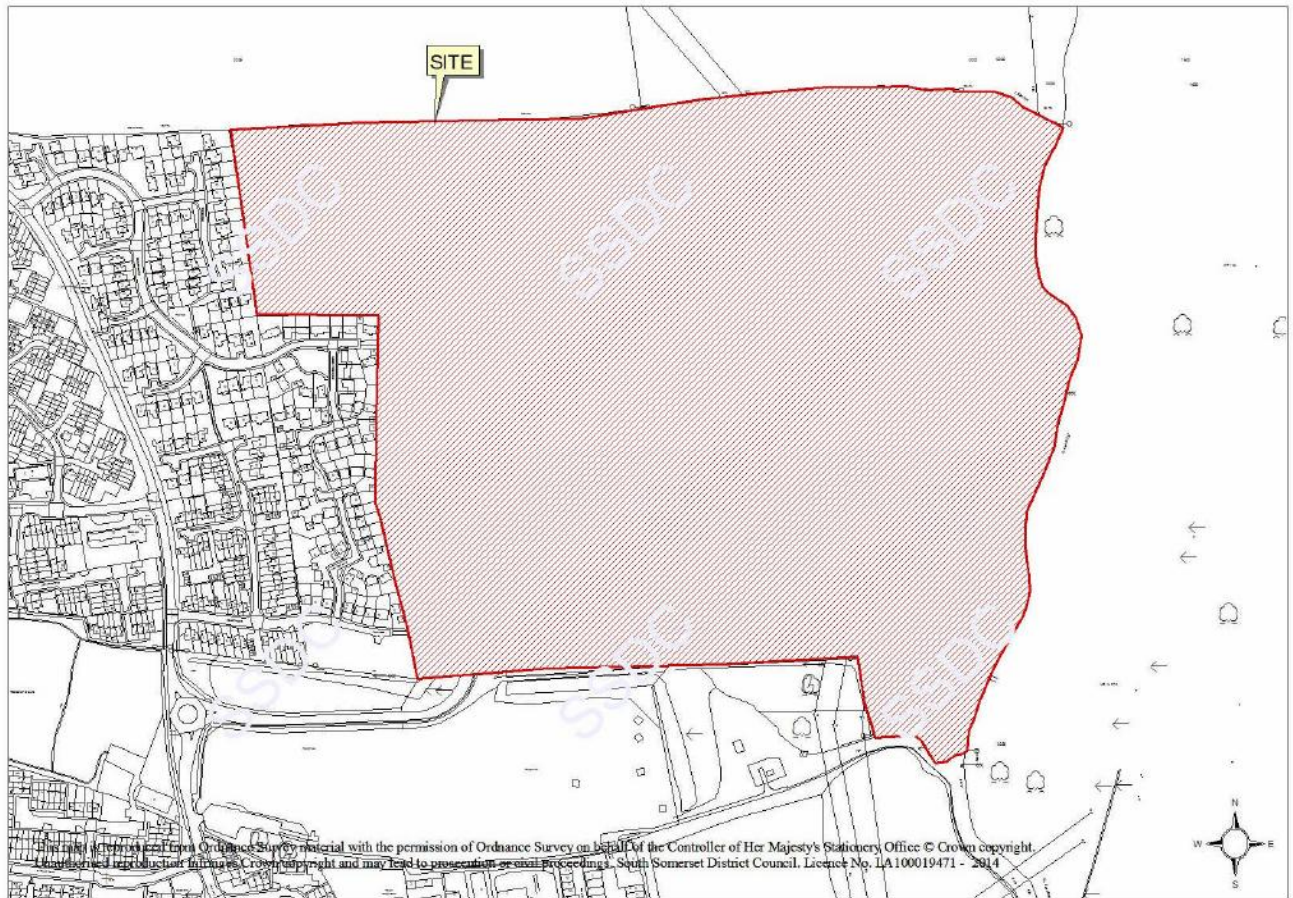 SITE
SSDC
SSDC
SSDC
SSDC
SSDC
SSDC
N
W E
S
This map is reproduced from Ordnance Survey material with the permission of Ordnance Survey on behalf of the Controller of Her Majesty's Stationery Office © Crown copyright.
Unauthorised reproduction infringes Crown copyright and may lead to prosecution or civil proceedings. South Somerset District Council. Licence No. LA100019471 - 2014